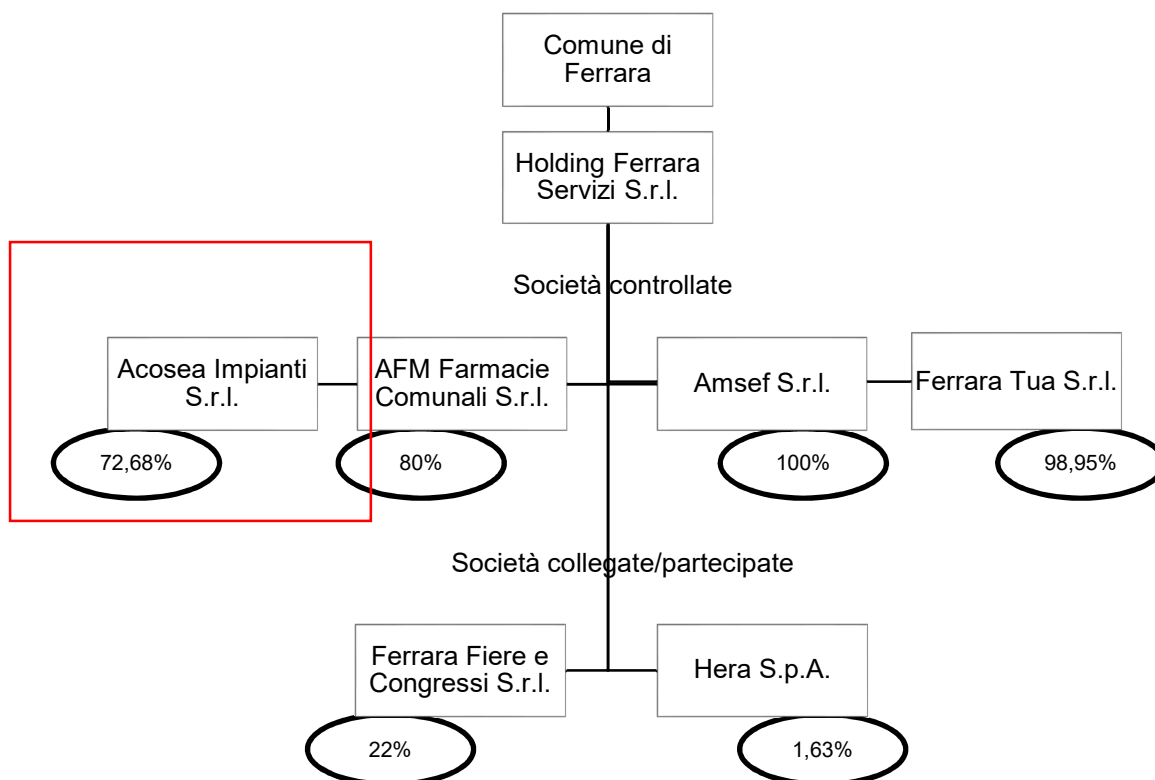 Comune di
Ferrara
Holding Ferrara
Servizi S.r.l.
Società controllate
Acosea Impianti
S.r.l.
AFM Farmacie
Comunali S.r.l.
Amsef S.r.l.
Ferrara Tua S.r.l.
72,68%
80%
100%
98,95%
Società collegate/partecipate
Ferrara Fiere e
Congressi S.r.l.
Hera S.p.A.
22%
1,63%